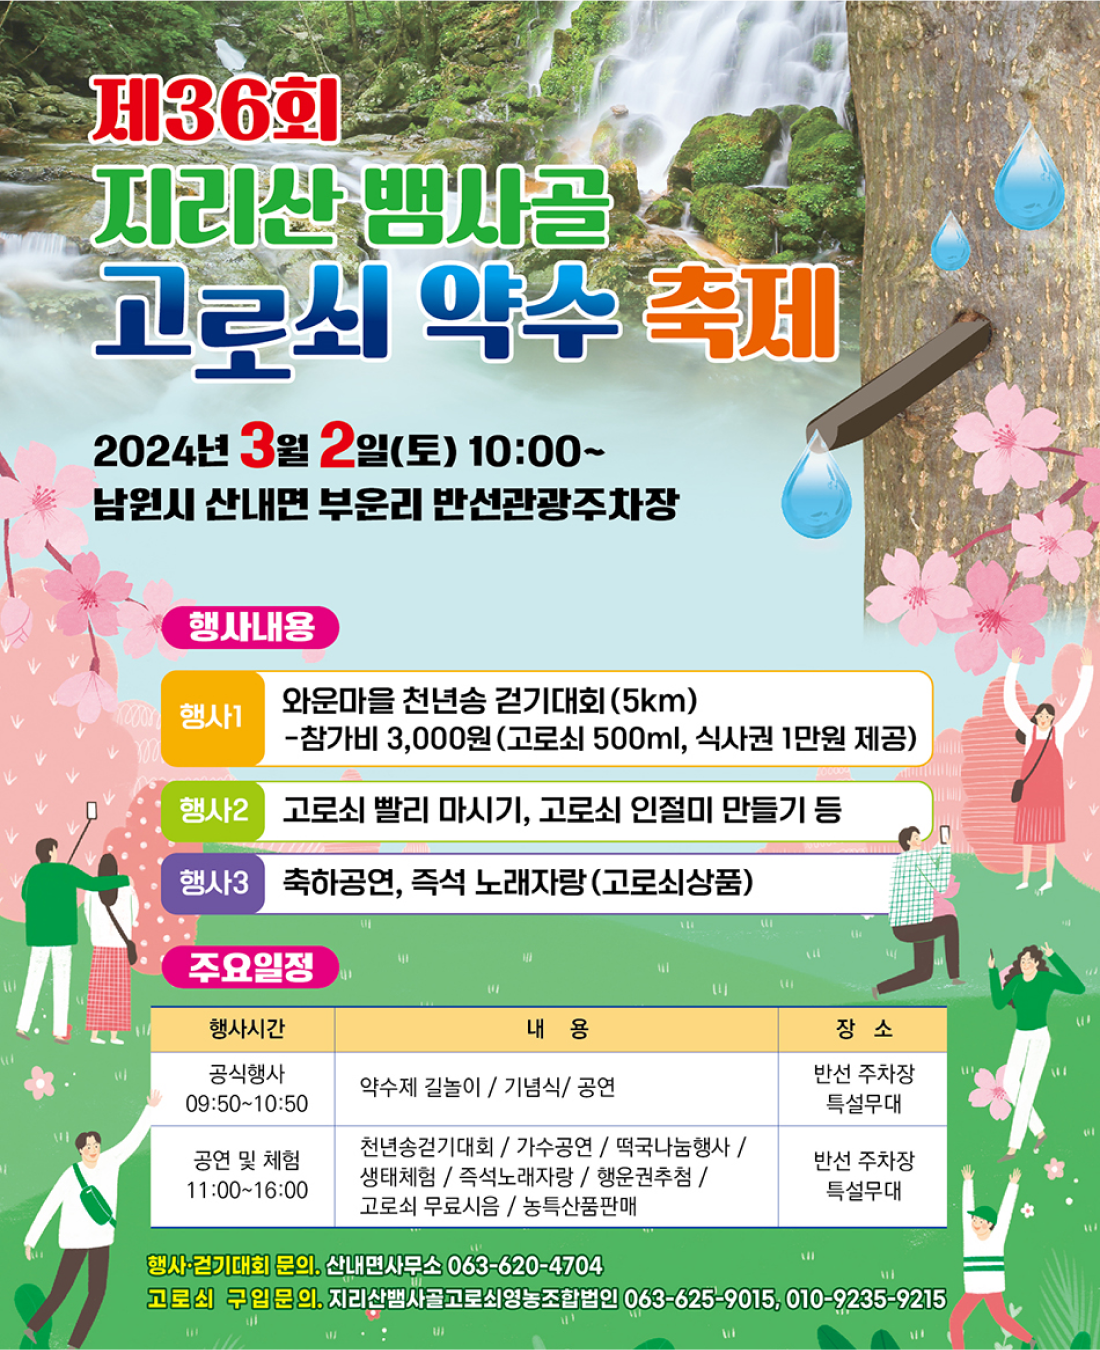 제36회
지리산 뱀사골
고로쇠 약수 축제
2024년 3월 2일(토) 10:00~
남원시 산내면 부운리 반선관광주차장
행사내용
행사1
와운마을 천년송 걷기대회(5km)
-참가비 3,000원(고로쇠 500ml, 식사권 1만원 제공)
행사2
고로쇠 빨리 마시기, 고로쇠 인절미 만들기 등
행사3
축하공연, 즉석 노래자랑(고로쇠상품)
주요일정
행사시간 내 용 장 소
공식행사
09:50~10:50
약수제 길놀이 / 기념식/ 공연
반선 주차장
특설무대
공연 및 체험
11:00~16:00
천년송걷기대회 / 가수공연 / 떡국나눔행사 /
생태체험 / 즉석노래자랑 / 행운권추첨 /
고로쇠 무료시음 / 농특산품판매
반선 주차장
특설무대
행사·걷기대회 문의. 산내면사무소 063-620-4704
고로쇠 구입문의. 지리산뱀사골고로쇠영농조합법인 063-625-9015, 010-9235-9215